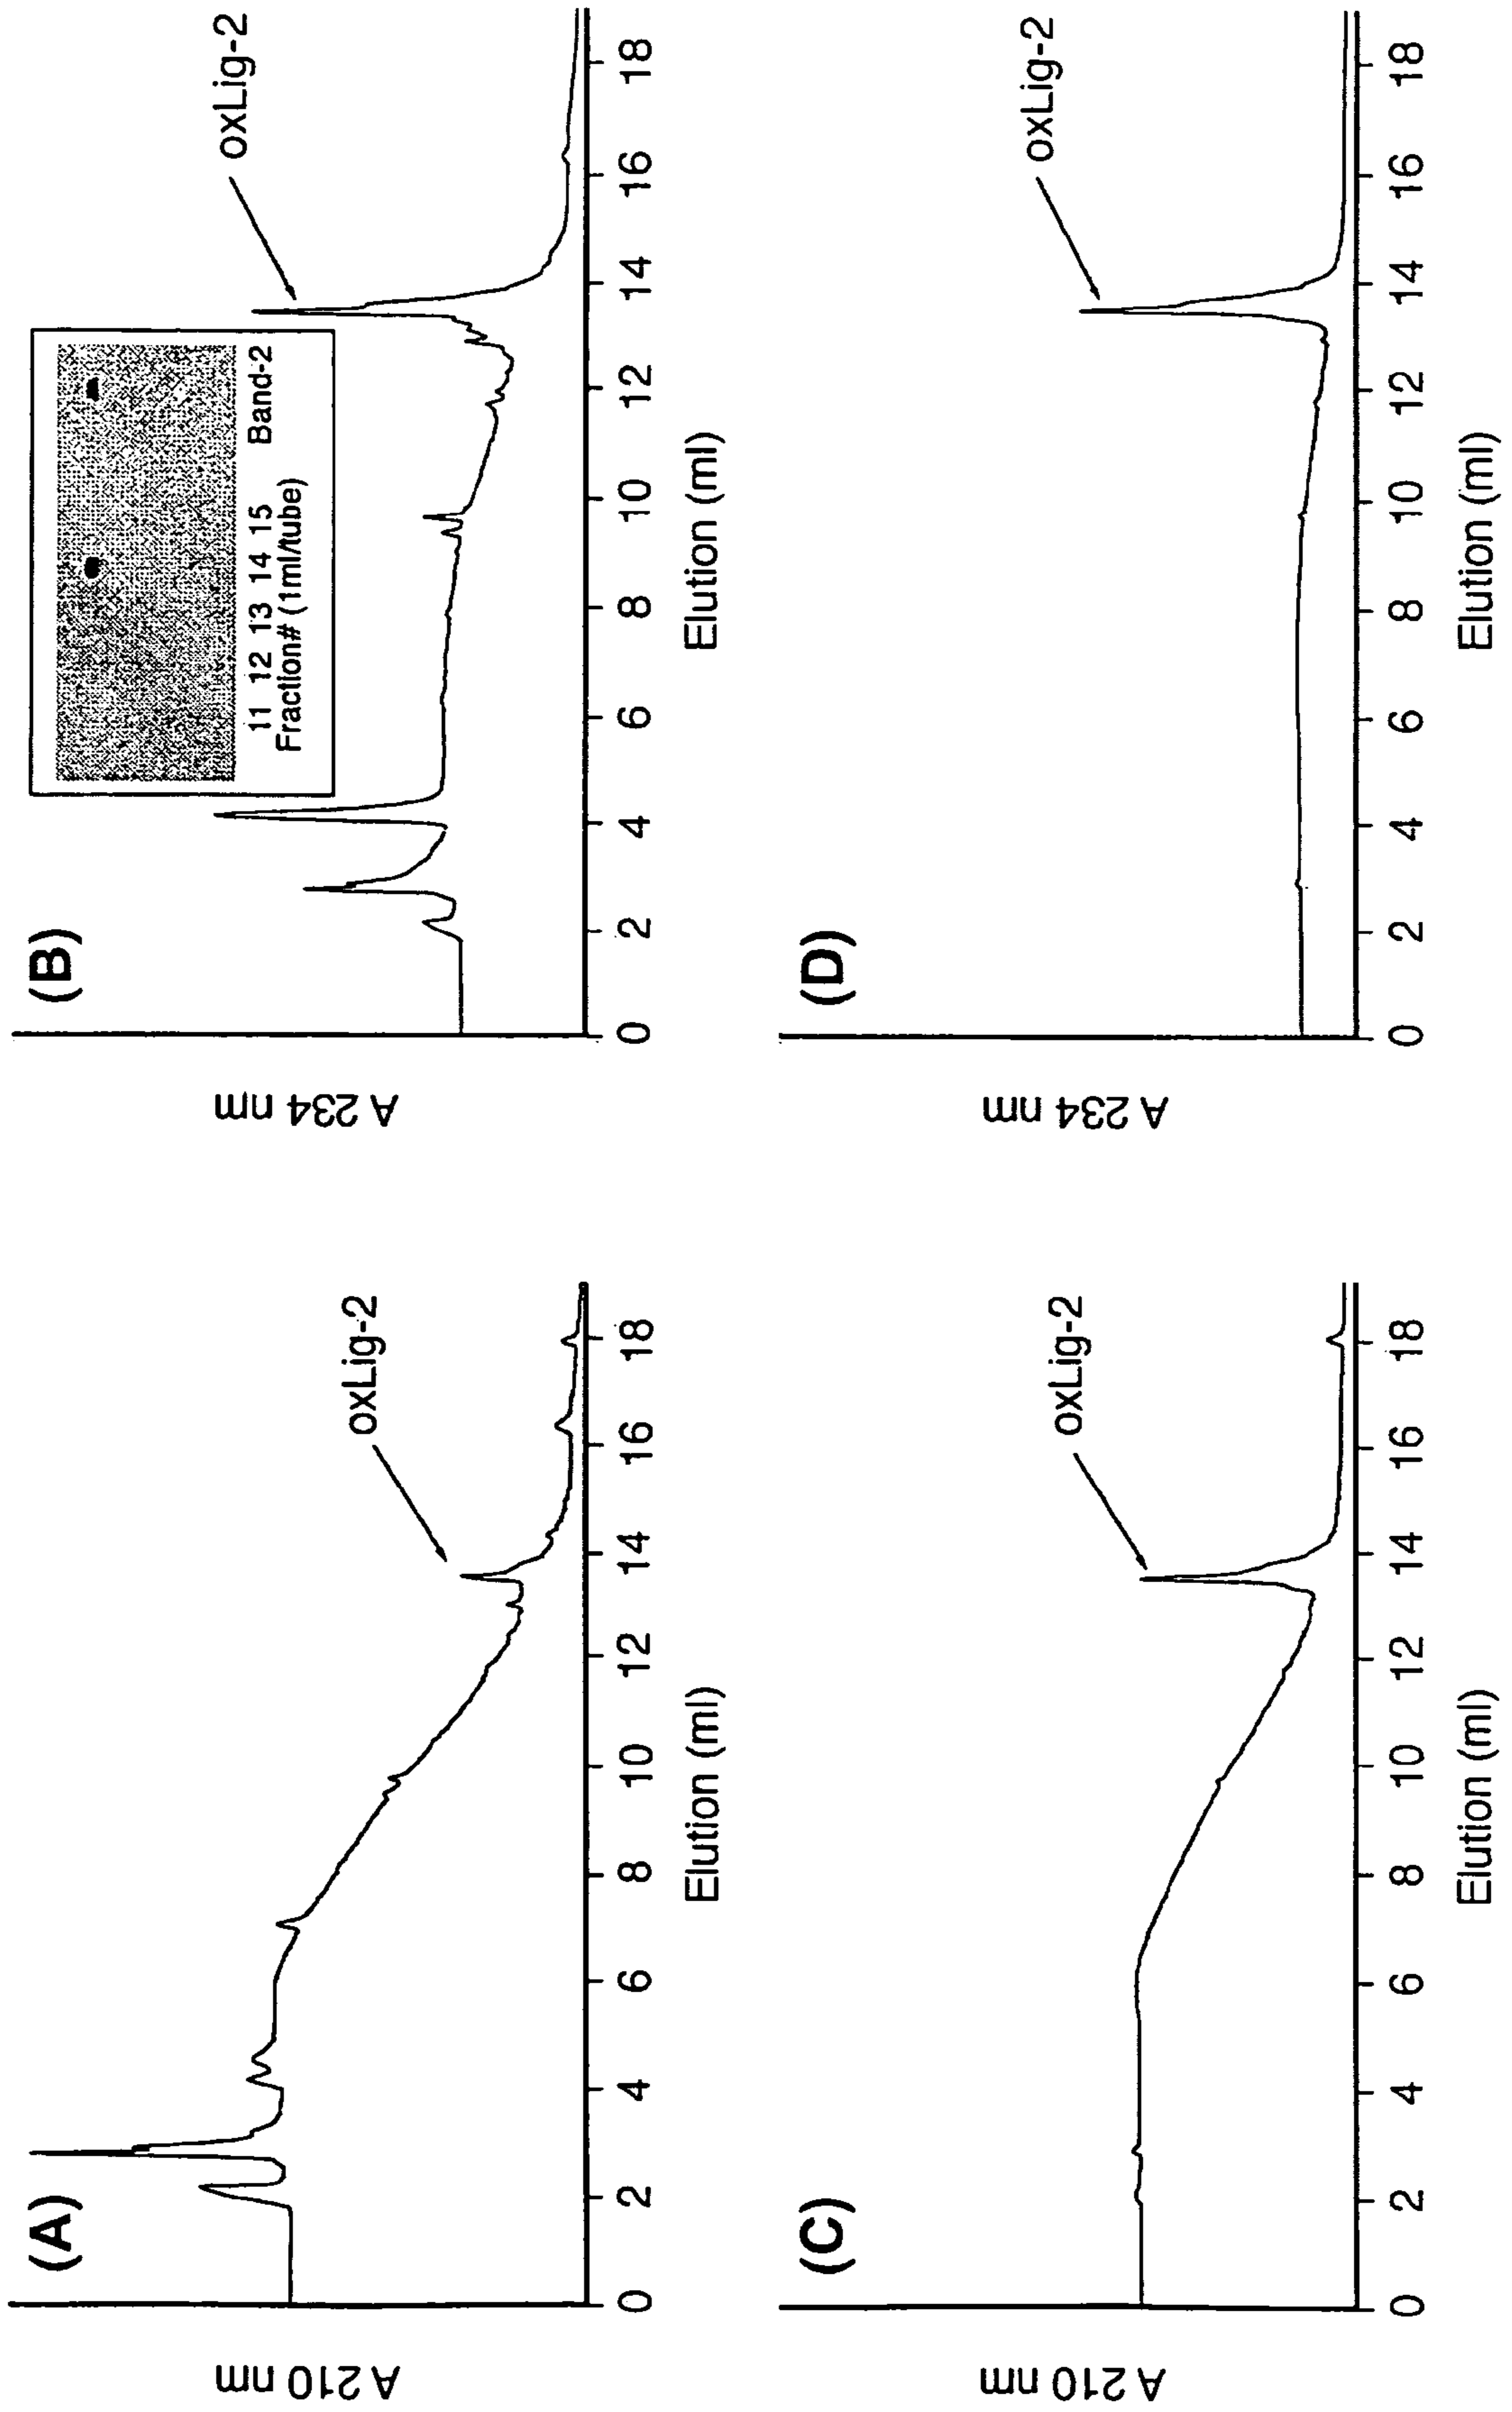 (A)
A 210 nm
oxLig-2
0 2 4 6 8 10 12 14 16 18
Elution (ml)
(B)
A 234 nm
oxLig-2
11 12 13 14 15 Band-2
Fraction# (1ml/tube)
0 2 4 6 8 10 12 14 16 18
Elution (ml)
(C)
A 210 nm
oxLig-2
0 2 4 6 8 10 12 14 16 18
Elution (ml)
(D)
A 234 nm
oxLig-2
0 2 4 6 8 10 12 14 16 18
Elution (ml)